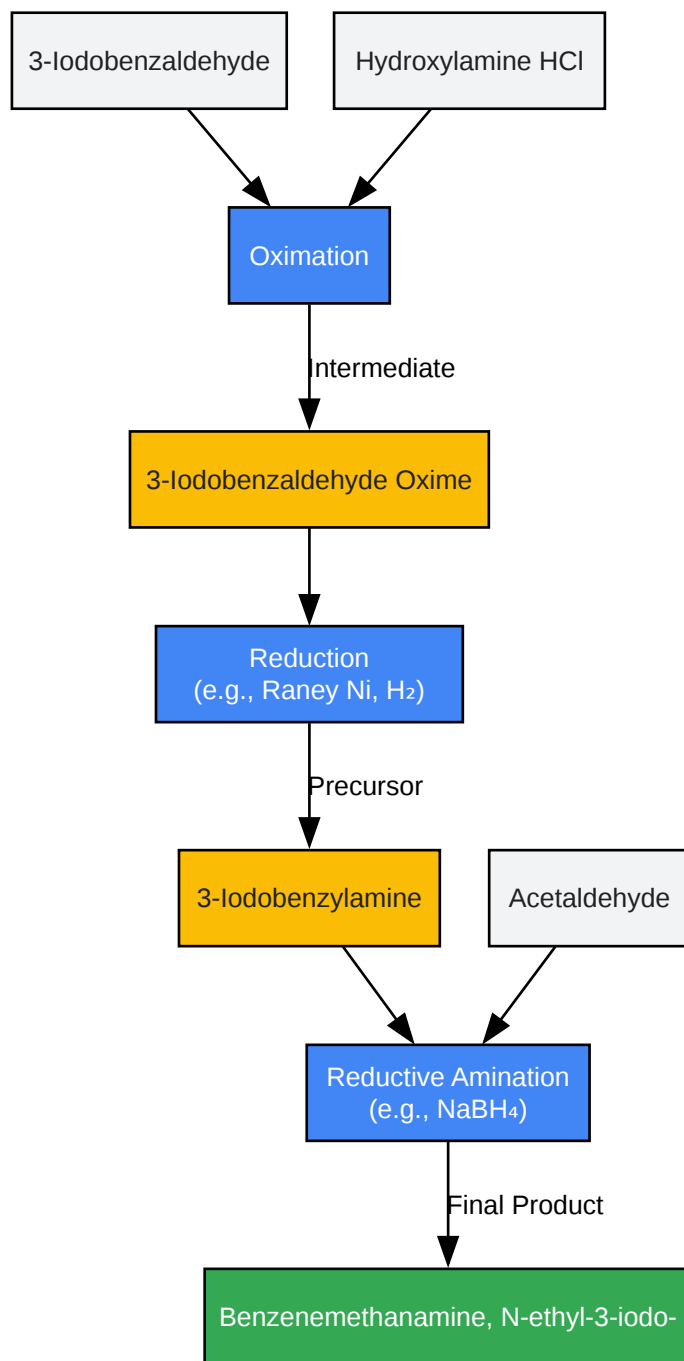 3-Iodobenzaldehyde
Hydroxylamine HCl
Oximation
Intermediate
3-Iodobenzaldehyde Oxime
Reduction
(e.g., Raney Ni, H₂)
Precursor
3-Iodobenzylamine
Acetaldehyde
Reductive Amination
(e.g., NaBH₄)
Final Product
Benzenemethanamine, N-ethyl-3-iodo-